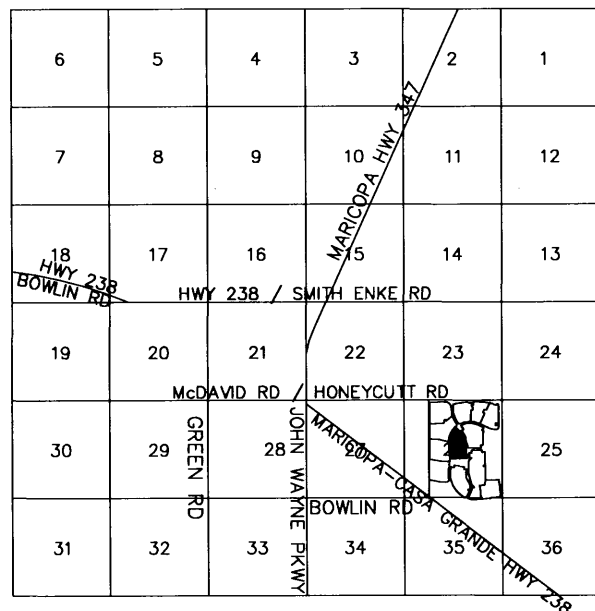 6 5 4 3 2 1
MARICOPA HWY 347
7 8 9 10 11 12
18 17 16 15 14 13
HWY 238
BOWLIN RD
HWY 238 / SMITH ENKE RD
19 20 21 22 23 24
McDAVID RD / HONEYCUTT RD
30 29 28 27 25
GREEN RD
JOHN WAYNE PKWY
MARICOPA-CASA GRANDE HWY 238
BOWLIN RD
31 32 33 34 35 36